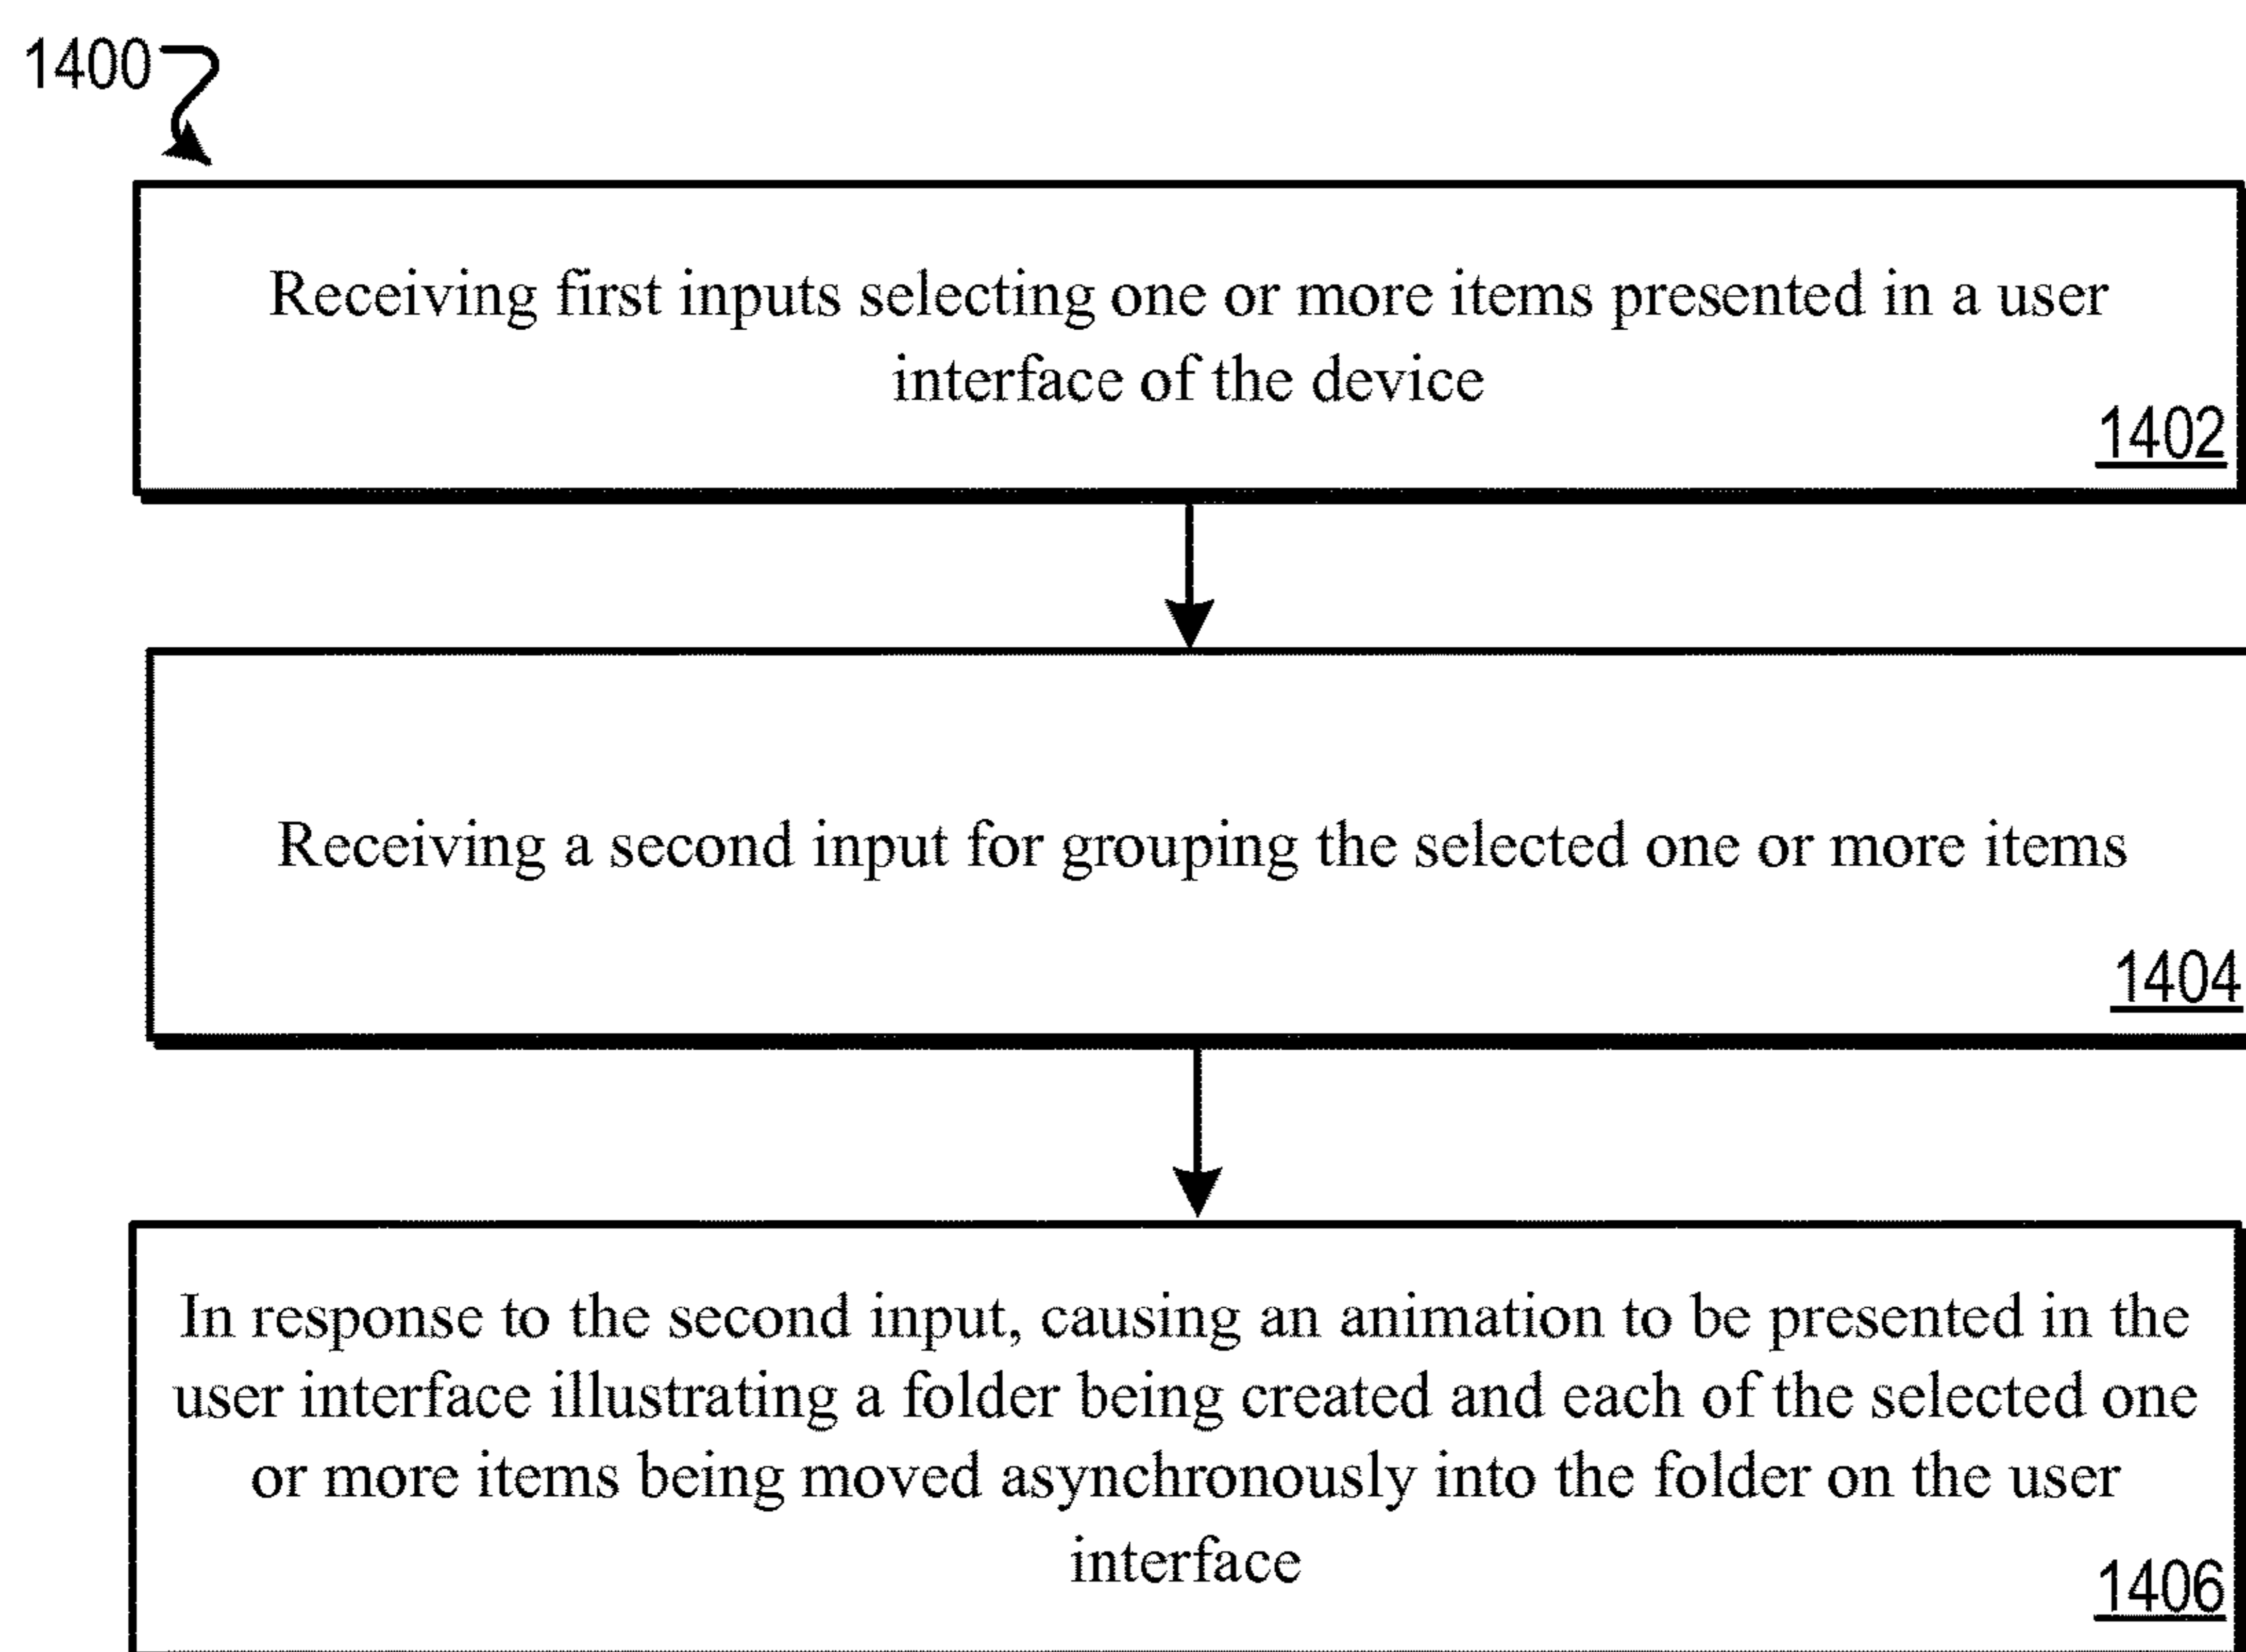 1400
Receiving first inputs selecting one or more items presented in a user
interface of the device
1402
Receiving a second input for grouping the selected one or more items
1404
In response to the second input, causing an animation to be presented in the
user interface illustrating a folder being created and each of the selected one
or more items being moved asynchronously into the folder on the user
interface
1406